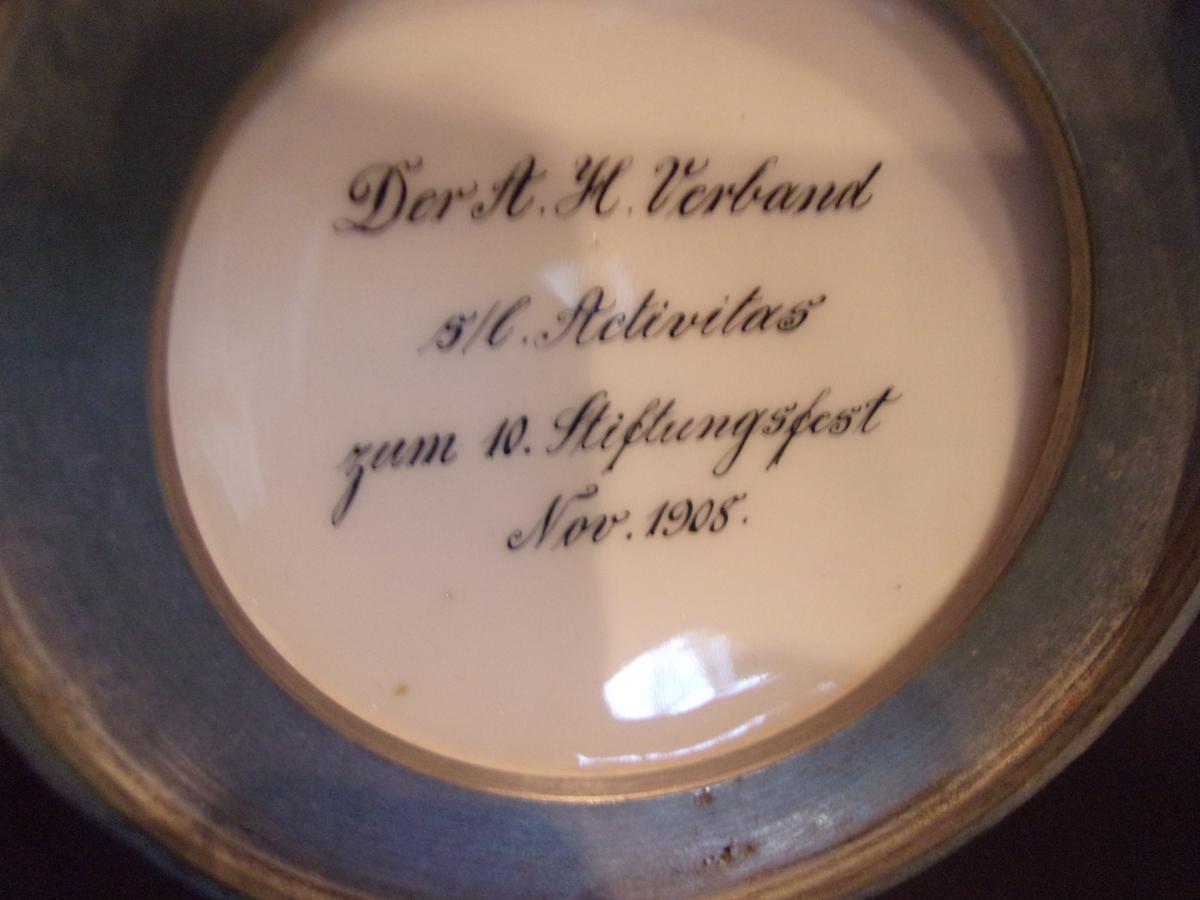 Der A. H. Verband
s/l. Activitas
zum 10. Stiftungsfest
Nov. 1908.